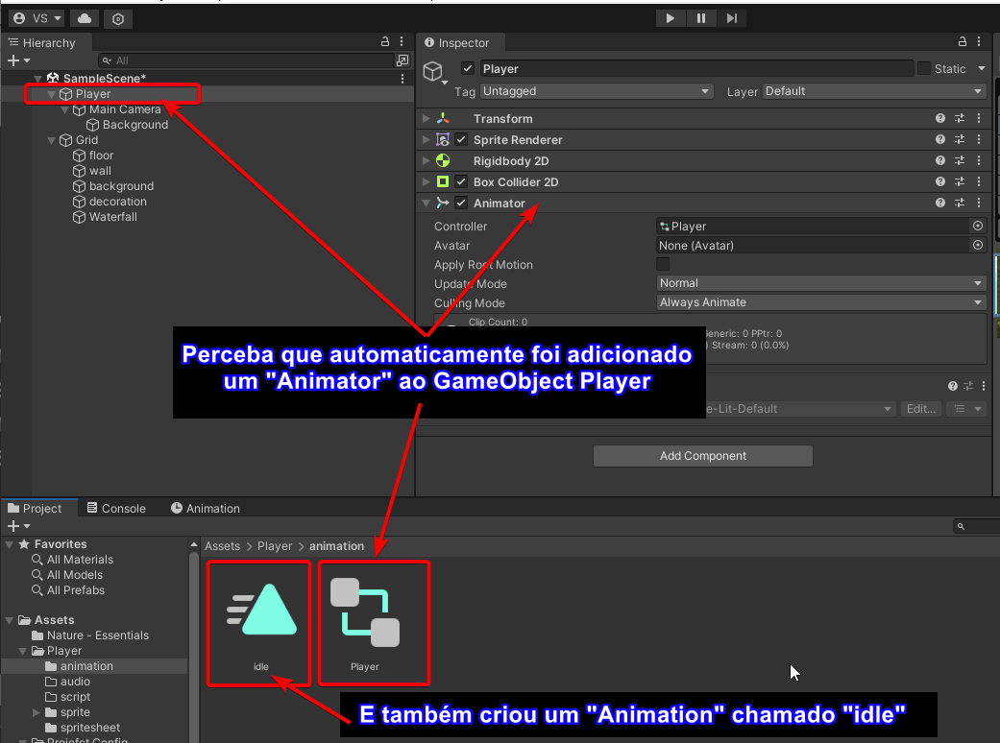 VS
Hierarchy
All
SampleScene*
Player
Main Camera
Background
Grid
floor
wall
background
decoration
Waterfall
Inspector
Player
Static
Tag Untagged
Layer Default
Transform
Sprite Renderer
Rigidbody 2D
Box Collider 2D
Animator
Controller
Player
Avatar
None (Avatar)
Apply Root Motion
Update Mode
Normal
Culling Mode
Always Animate
Clip Count: 0
Generic: 0 PPtr: 0
Stream: 0 (0.0%)
Perceba que automaticamente foi adicionado
um "Animator" ao GameObject Player
e-Lit-Default
Edit...
Add Component
Project
Console
Animation
Favorites
All Materials
All Models
All Prefabs
Assets
Nature - Essentials
Player
animation
audio
script
sprite
spritesheet
Assets > Player > animation
idle
Player
E também criou um "Animation" chamado "idle"